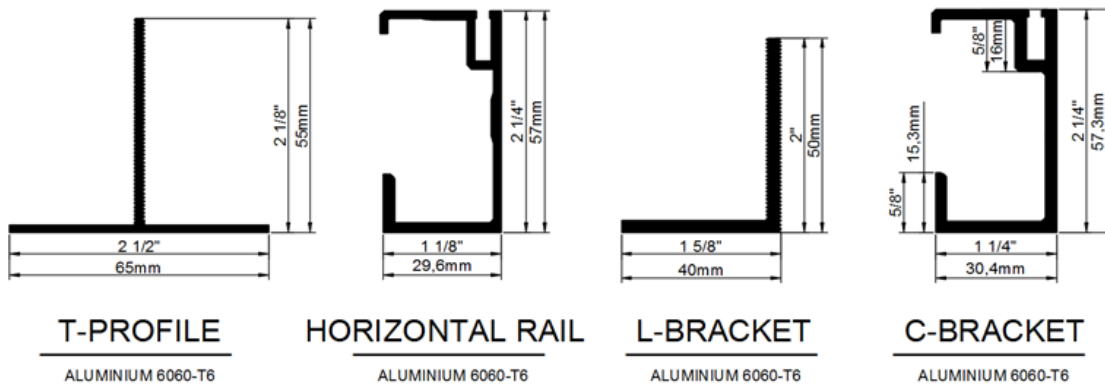 2 1/8"
55mm
2 1/2"
65mm
T-PROFILE
ALUMINIUM 6060-T6
2 1/4"
57mm
1 1/8"
29,6mm
HORIZONTAL RAIL
ALUMINIUM 6060-T6
2"
50mm
1 5/8"
40mm
L-BRACKET
ALUMINIUM 6060-T6
5/8"
16mm
15,3mm
5/8"
2 1/4"
57,3mm
1 1/4"
30,4mm
C-BRACKET
ALUMINIUM 6060-T6